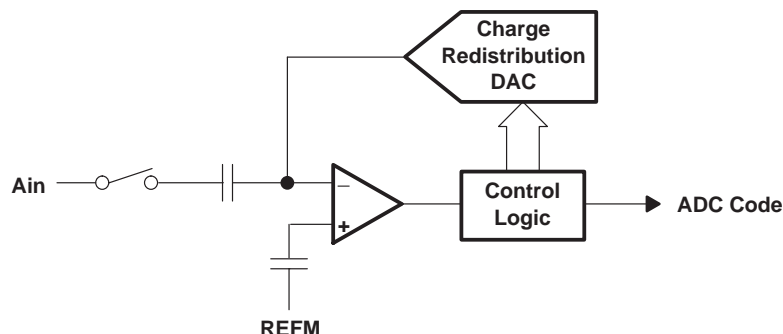 Charge
Redistribution
DAC
Ain
−
+
Control
Logic
ADC Code
REFM